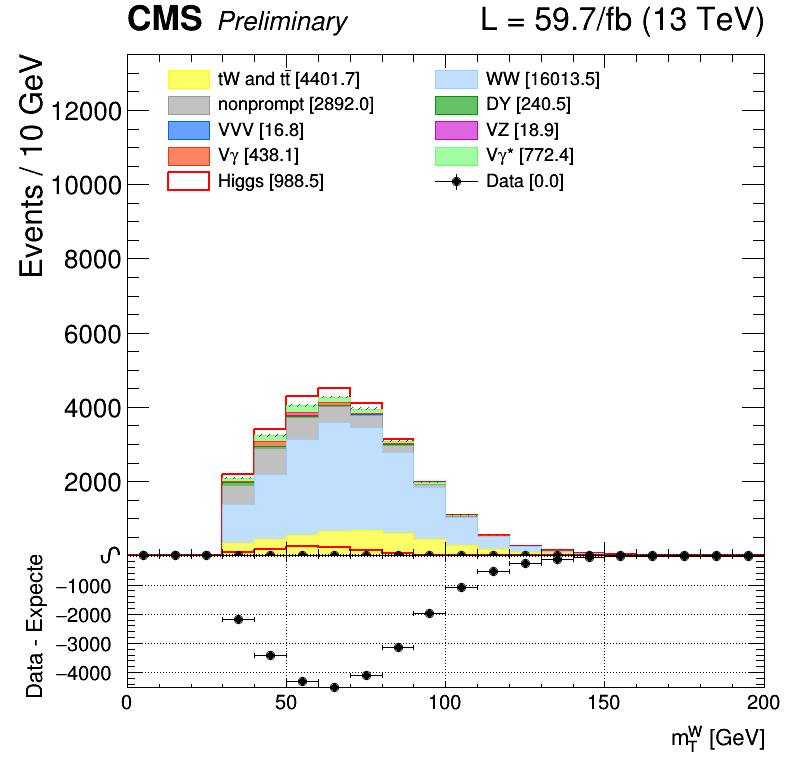 CMS Preliminary L = 59.7/fb (13 TeV)
Events / 10 GeV
tW and tt̄ [4401.7] WW [16013.5]
nonprompt [2892.0] DY [240.5]
VVV [16.8] VZ [18.9]
Vγ [438.1] Vγ* [772.4]
Higgs [988.5] Data [0.0]
12000
10000
8000
6000
4000
2000
Data - Expecte
−1000
−2000
−3000
−4000
0 50 100 150 200
m_T^W [GeV]